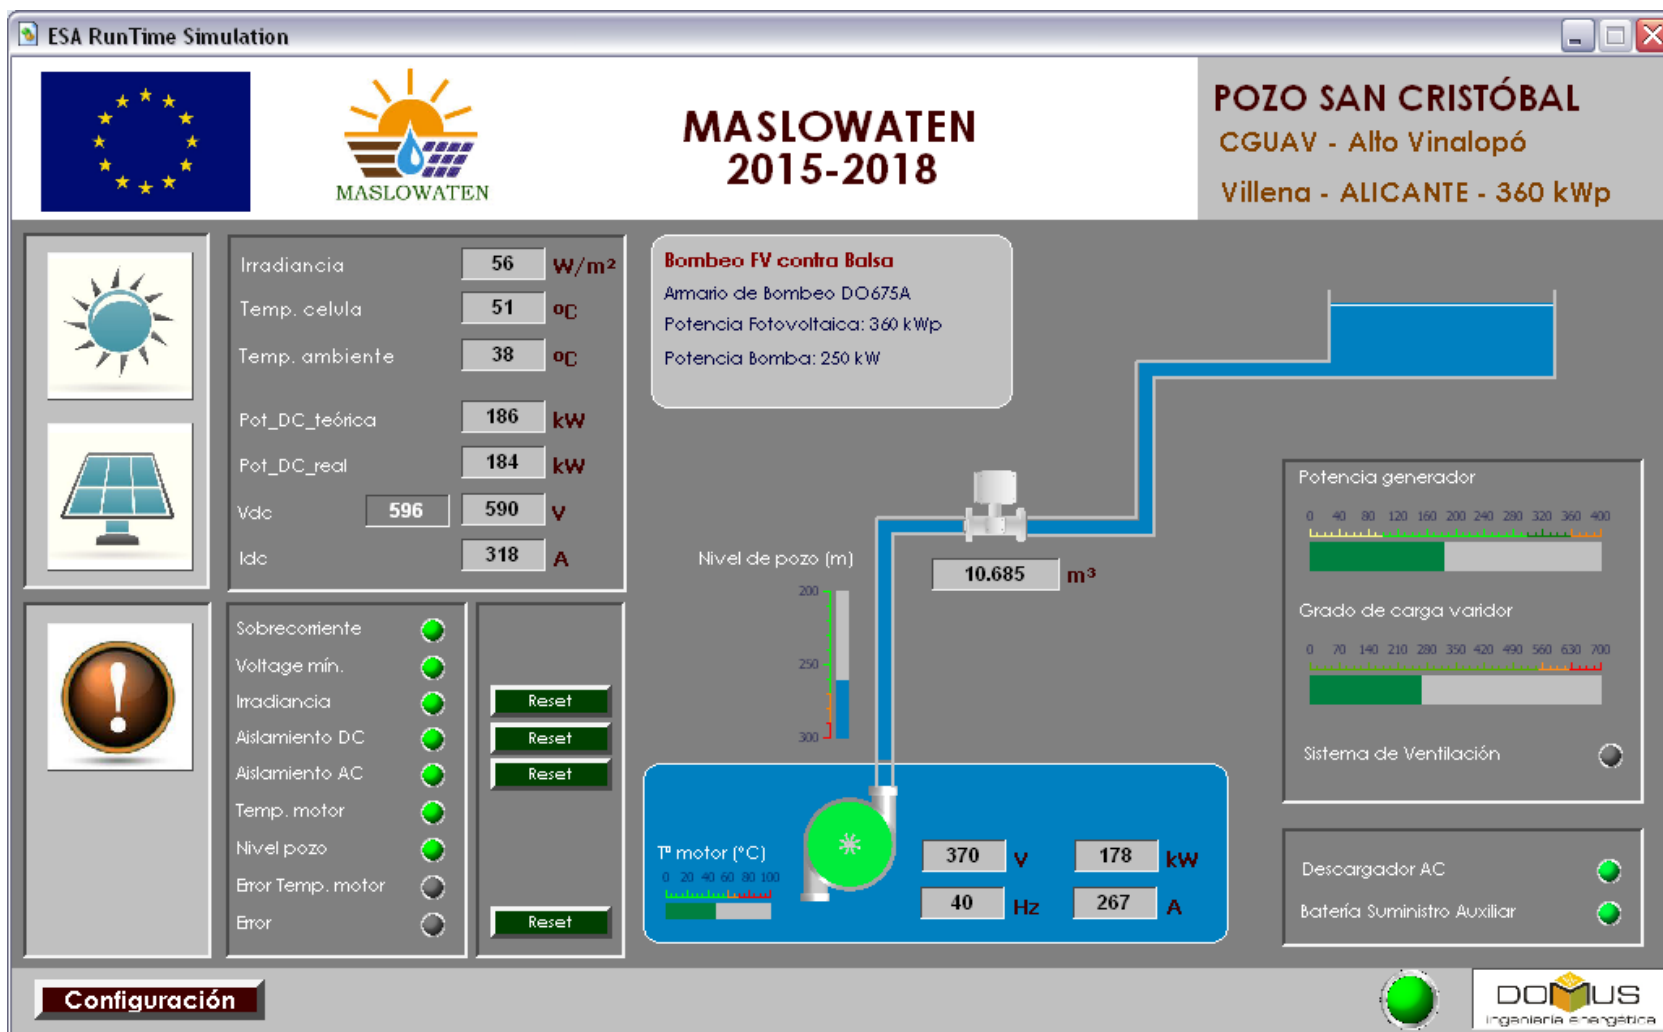 ESA RunTime Simulation
MASLOWATEN
MASLOWATEN
2015-2018
POZO SAN CRISTÓBAL
CGUAV - Alto Vinalopó
Villena - ALICANTE - 360 kWp
Irradiancia 56 W/m²
Temp. celula 51 ºC
Temp. ambiente 38 ºC
Pot_DC_teórica 186 kW
Pot_DC_real 184 kW
Vdc 596 590 V
Idc 318 A
Sobrecorriente
Voltage mín.
Irradiancia Reset
Aislamiento DC Reset
Aislamiento AC Reset
Temp. motor
Nivel pozo
Error Temp. motor
Error Reset
Bombeo FV contra Balsa
Armario de Bombeo DO675A
Potencia Fotovoltaica: 360 kWp
Potencia Bomba: 250 kW
Nivel de pozo (m)
200
250
300
10.685 m³
Tª motor (°C)
0 20 40 60 80 100
370 V 178 kW
40 Hz 267 A
Potencia generador
0 40 80 120 160 200 240 280 320 360 400
Grado de carga varidor
0 70 140 210 280 350 420 490 560 630 700
Sistema de Ventilación
Descargador AC
Batería Suministro Auxiliar
Configuración
DOMUS
ingeniería energética